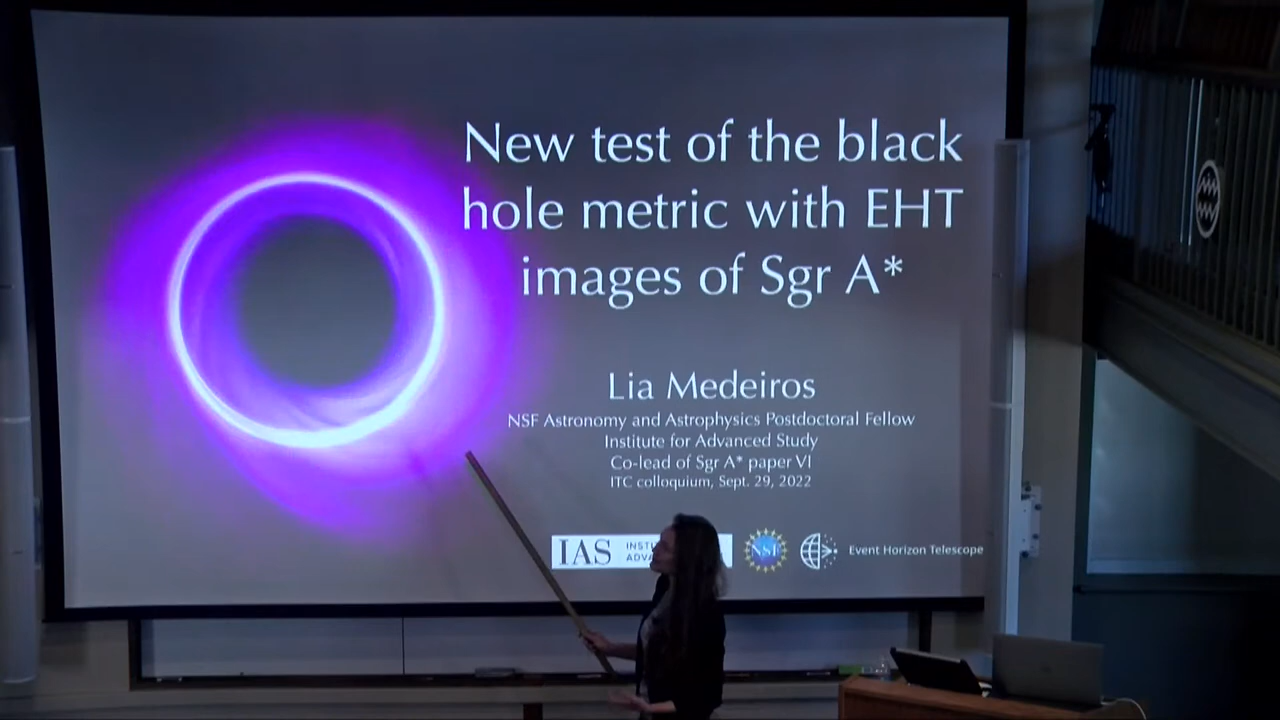 New test of the black
hole metric with EHT
images of Sgr A*
Lia Medeiros
NSF Astronomy and Astrophysics Postdoctoral Fellow
Institute for Advanced Study
Co-lead of Sgr A* paper VI
ITC colloquium, Sept. 29, 2022
IAS
NSF
Event Horizon Telescope